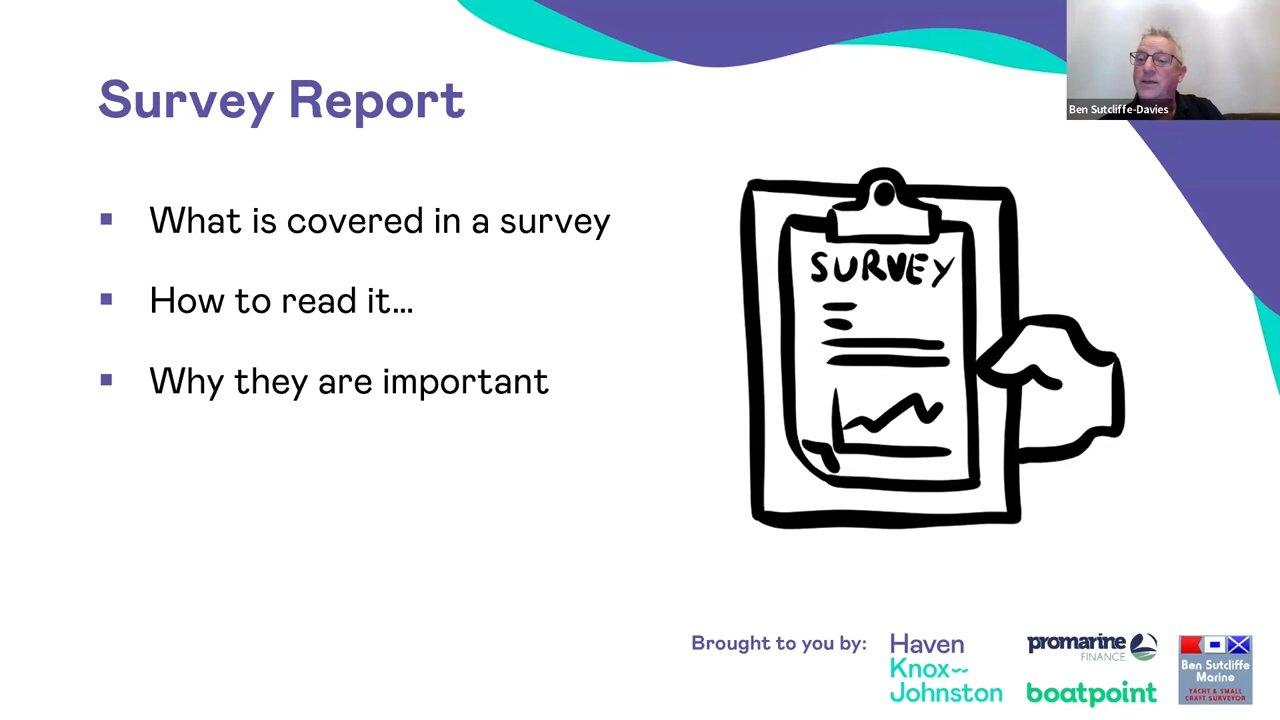 Survey Report
Ben Sutcliffe-Davies
What is covered in a survey
How to read it...
Why they are important
SURVEY
Brought to you by:
Haven
Knox
Johnston
promarine
FINANCE
boatpoint
Ben Sutcliffe
Marine
YACHT & SMALL
CRAFT SURVEYOR